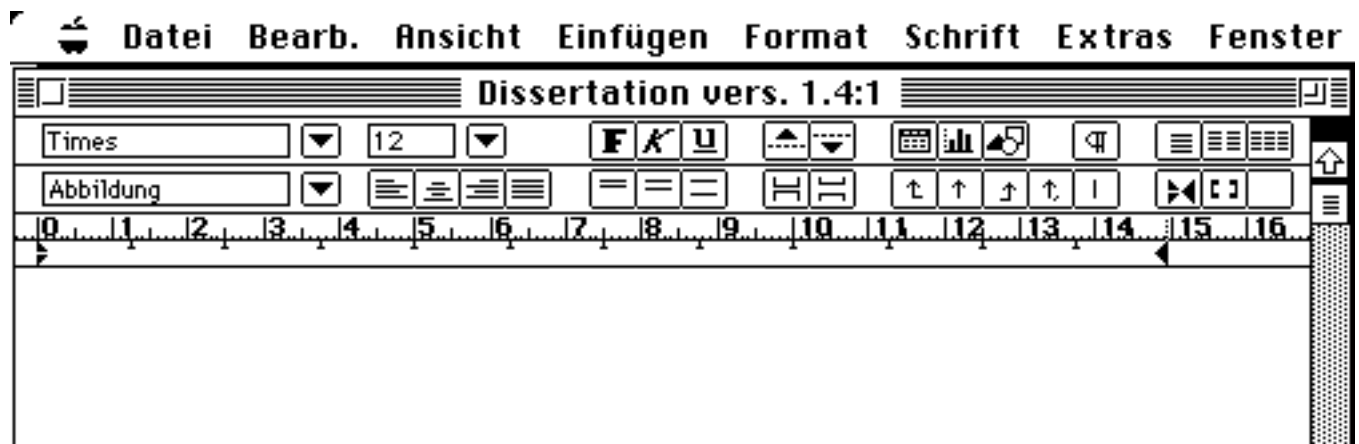 Datei Bearb. Ansicht Einfügen Format Schrift Extras Fenster
Dissertation vers. 1.4:1
Times 12 F K U ¶
Abbildung
0 1 2 3 4 5 6 7 8 9 10 11 12 13 14 15 16